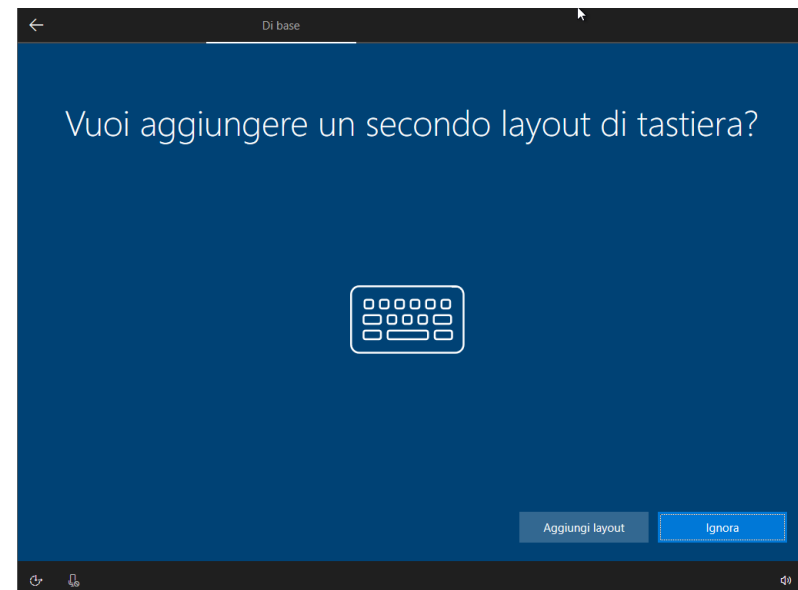 Di base
Vuoi aggiungere un secondo layout di tastiera?
Aggiungi layout
Ignora